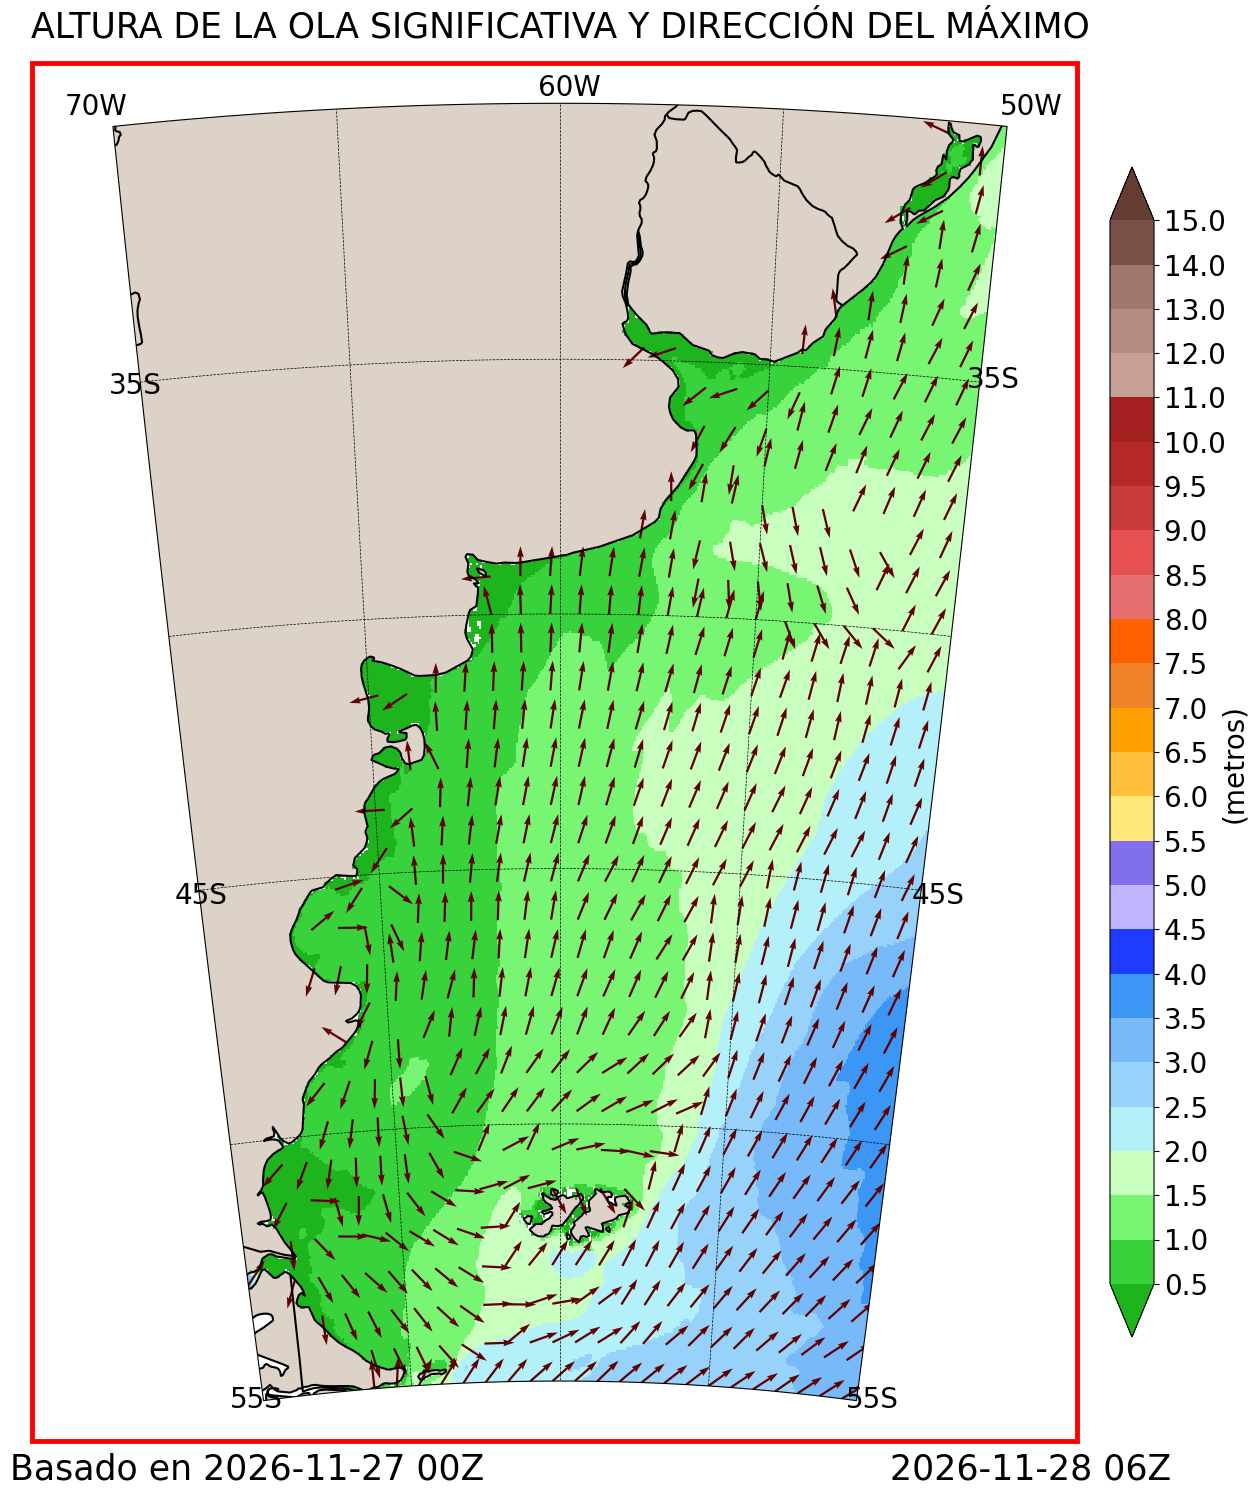 ALTURA DE LA OLA SIGNIFICATIVA Y DIRECCIÓN DEL MÁXIMO
70W
60W
50W
35S
35S
45S
45S
55S
55S
15.0
14.0
13.0
12.0
11.0
10.0
9.5
9.0
8.5
8.0
7.5
7.0
6.5
6.0
5.5
5.0
4.5
4.0
3.5
3.0
2.5
2.0
1.5
1.0
0.5
(metros)
Basado en 2026-11-27 00Z
2026-11-28 06Z